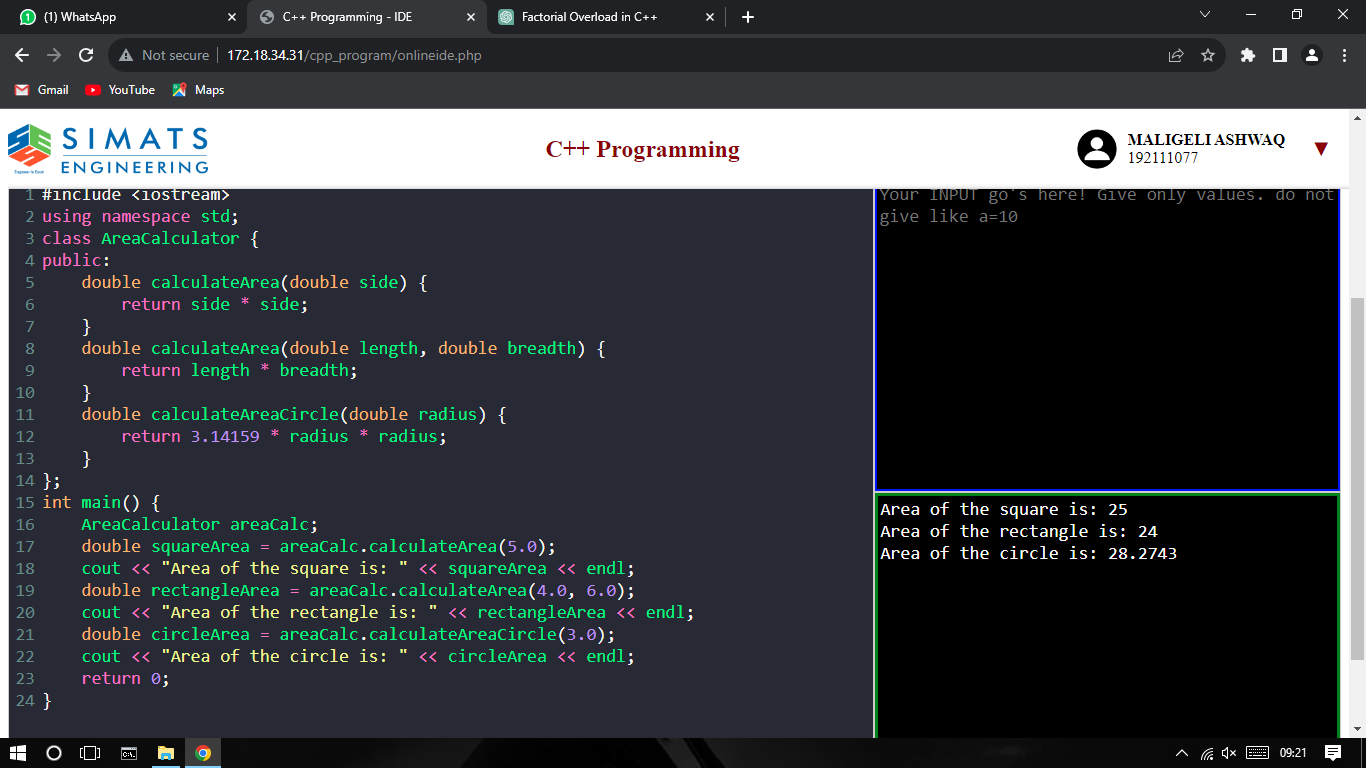 (1) WhatsApp
C++ Programming - IDE
Factorial Overload in C++
Not secure
172.18.34.31/cpp_program/onlineide.php
Gmail
YouTube
Maps
SIMATS
ENGINEERING
Engineer to Excel
C++ Programming
MALIGELI ASHWAQ
192111077
1 #include <iostream>
2 using namespace std;
3 class AreaCalculator {
4 public:
5     double calculateArea(double side) {
6         return side * side;
7     }
8     double calculateArea(double length, double breadth) {
9         return length * breadth;
10     }
11     double calculateAreaCircle(double radius) {
12         return 3.14159 * radius * radius;
13     }
14 };
15 int main() {
16     AreaCalculator areaCalc;
17     double squareArea = areaCalc.calculateArea(5.0);
18     cout << "Area of the square is: " << squareArea << endl;
19     double rectangleArea = areaCalc.calculateArea(4.0, 6.0);
20     cout << "Area of the rectangle is: " << rectangleArea << endl;
21     double circleArea = areaCalc.calculateAreaCircle(3.0);
22     cout << "Area of the circle is: " << circleArea << endl;
23     return 0;
24 }
Your INPUT go's here! Give only values. do not
give like a=10
Area of the square is: 25
Area of the rectangle is: 24
Area of the circle is: 28.2743
09:21